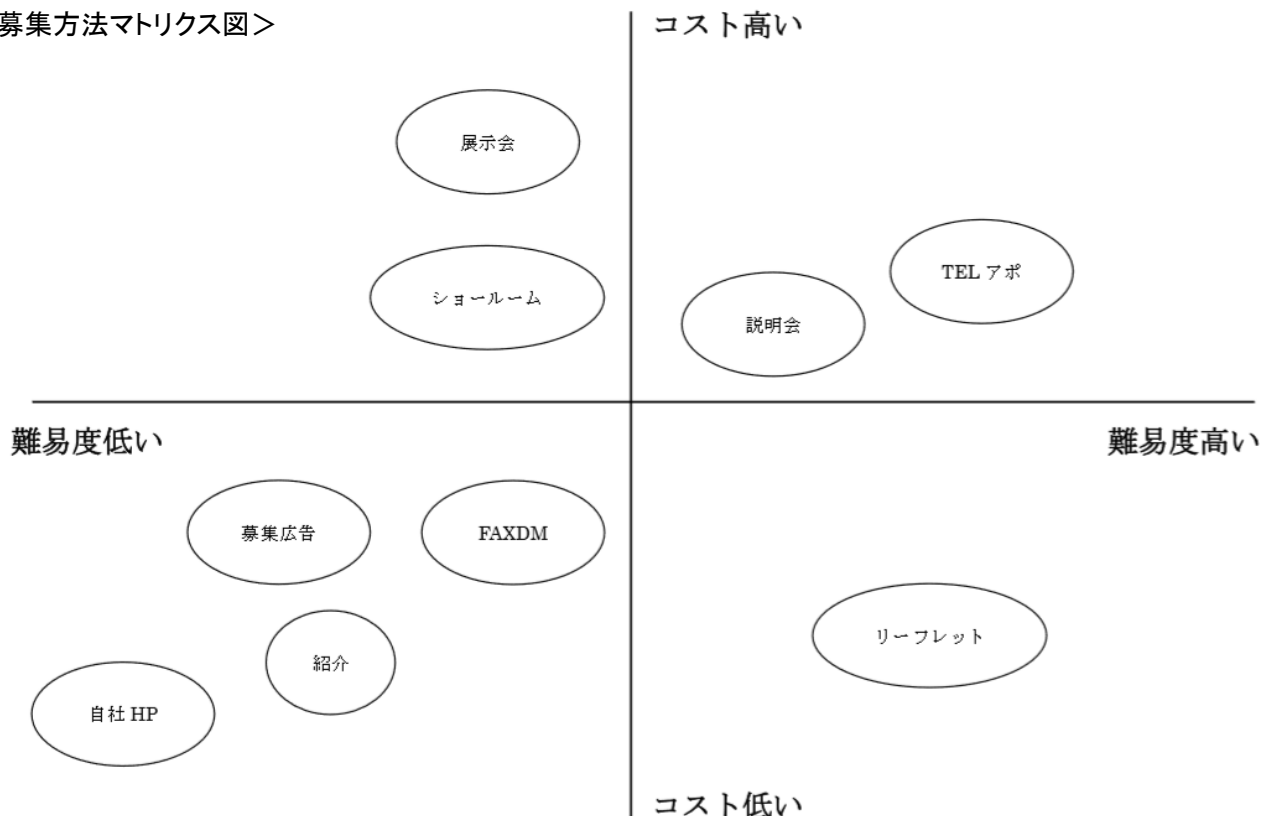 募集方法マトリクス図＞
コスト高い
展示会
ショールーム
TEL アポ
説明会
難易度低い
難易度高い
募集広告
FAXDM
リーフレット
紹介
自社 HP
コスト低い